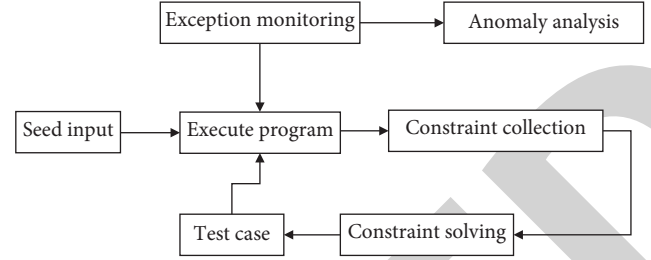 Exception monitoring
Anomaly analysis
Seed input
Execute program
Constraint collection
Test case
Constraint solving